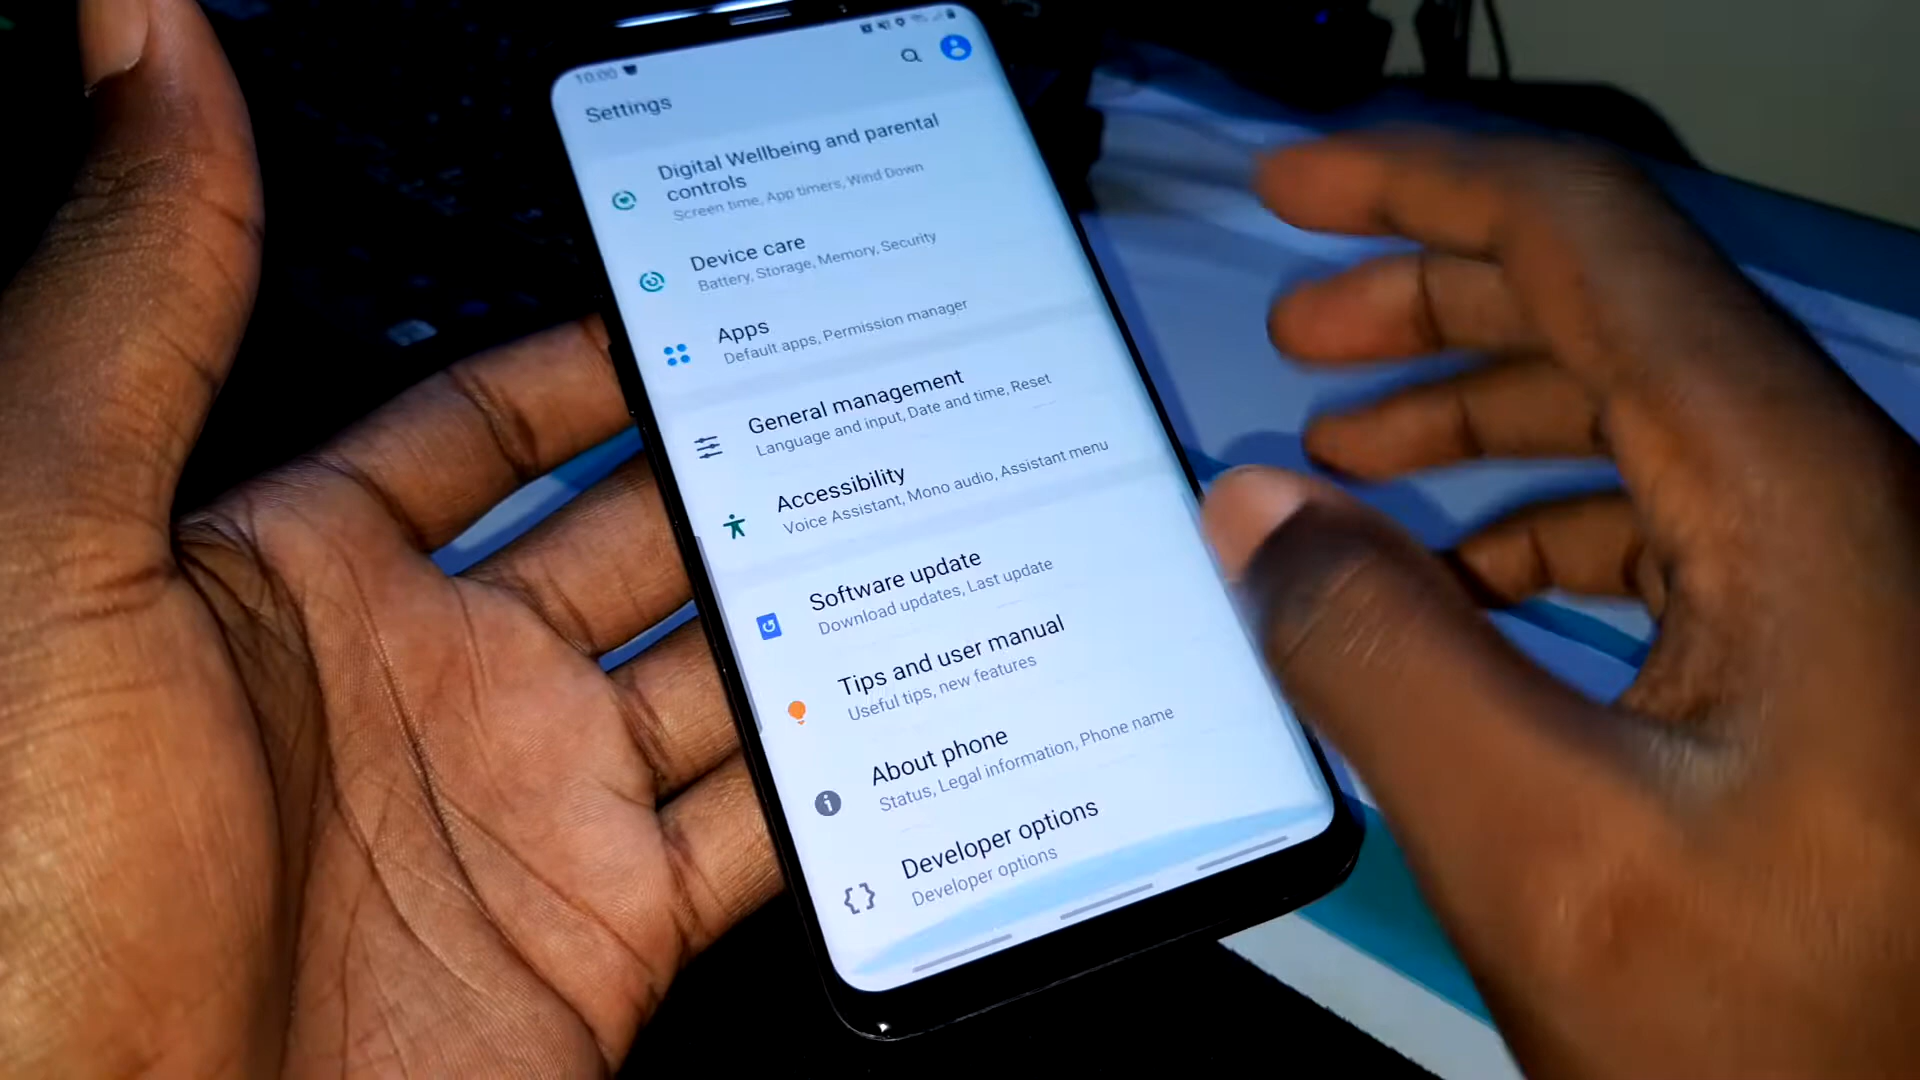 10:00
Settings
Digital Wellbeing and parental
controls
Screen time, App timers, Wind Down
Device care
Battery, Storage, Memory, Security
Apps
Default apps, Permission manager
General management
Language and input, Date and time, Reset
Accessibility
Voice Assistant, Mono audio, Assistant menu
Software update
Download updates, Last update
Tips and user manual
Useful tips, new features
About phone
Status, Legal information, Phone name
Developer options
Developer options